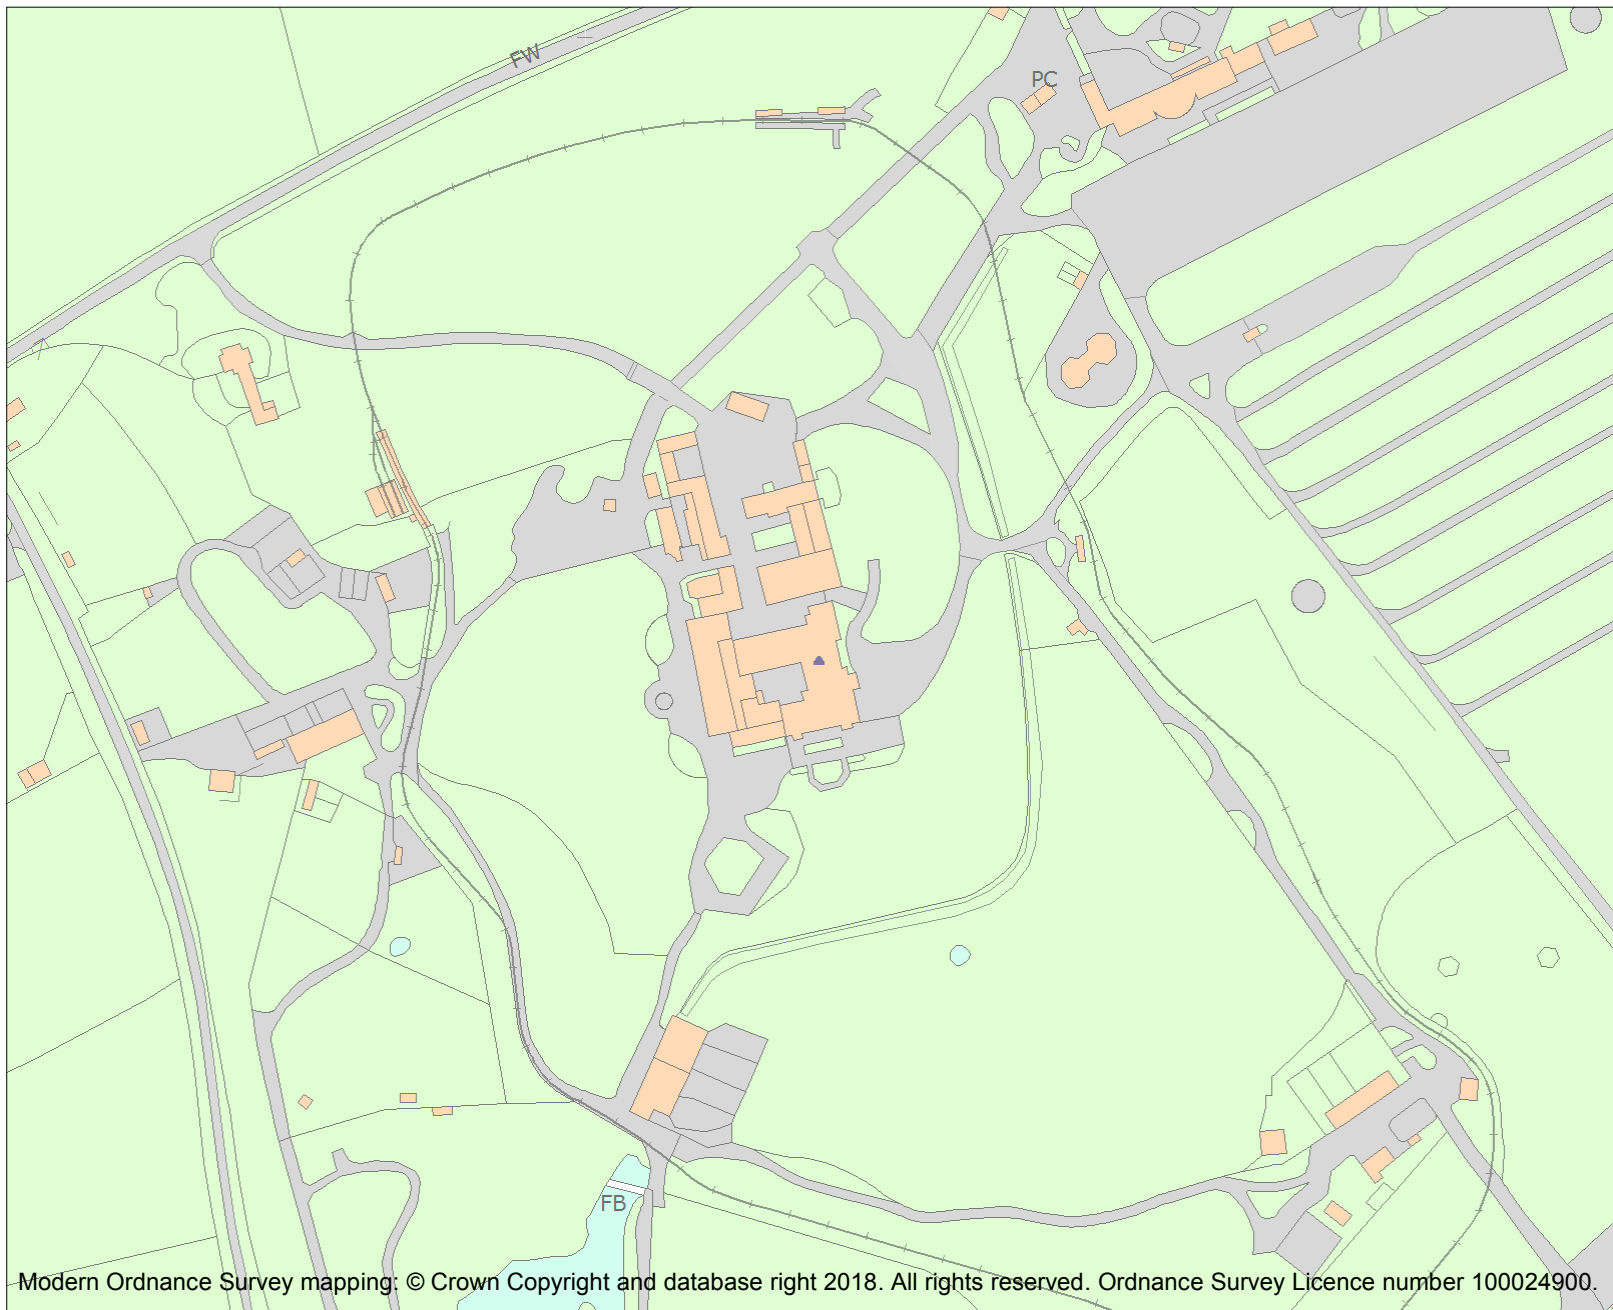 FW
PC
FB
Modern Ordnance Survey mapping: © Crown Copyright and database right 2018. All rights reserved. Ordnance Survey Licence number 100024900.